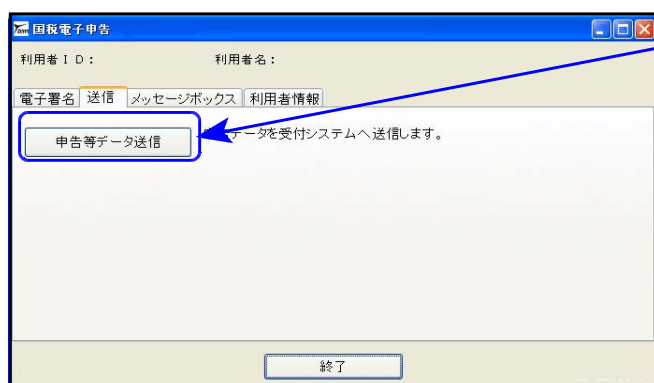 国税電子申告
利用者ID: 利用者名:
電子署名 送信 メッセージボックス 利用者情報
申告等データ送信 データを受付システムへ送信します。
終了